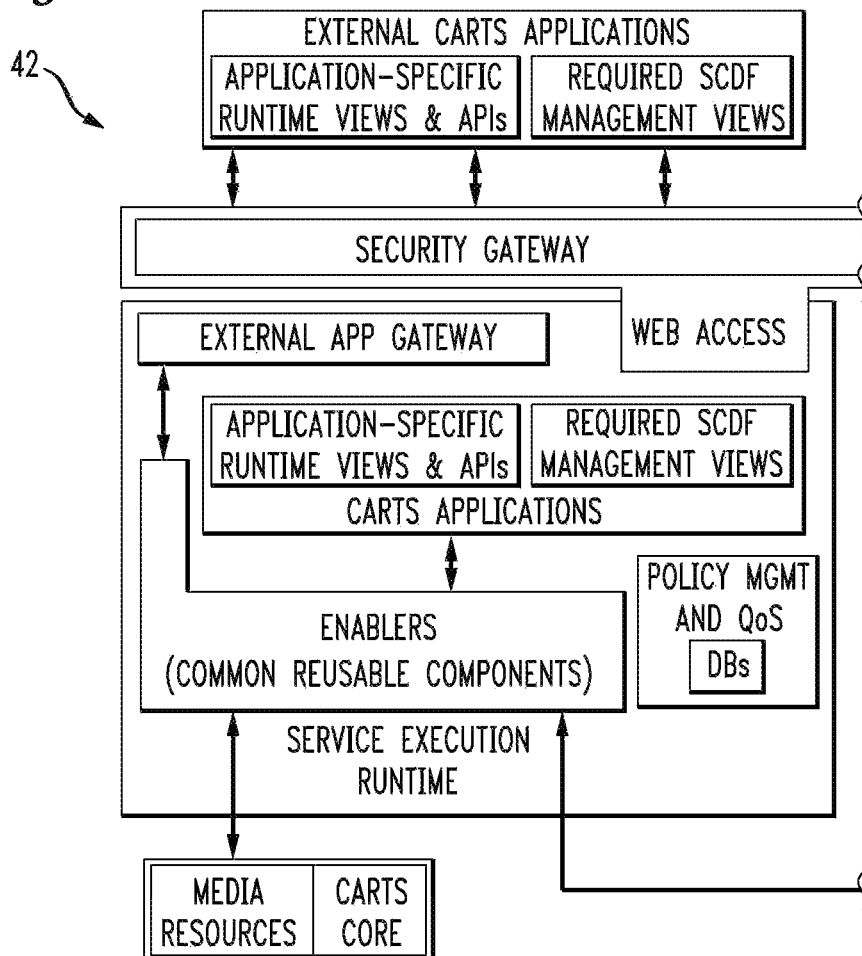 42
EXTERNAL CARTS APPLICATIONS
APPLICATION-SPECIFIC
RUNTIME VIEWS & APIs
REQUIRED SCDF
MANAGEMENT VIEWS
SECURITY GATEWAY
WEB ACCESS
EXTERNAL APP GATEWAY
APPLICATION-SPECIFIC
RUNTIME VIEWS & APIs
REQUIRED SCDF
MANAGEMENT VIEWS
CARTS APPLICATIONS
POLICY MGMT
AND QoS
DBs
ENABLERS
(COMMON REUSABLE COMPONENTS)
SERVICE EXECUTION
RUNTIME
MEDIA
RESOURCES
CARTS
CORE